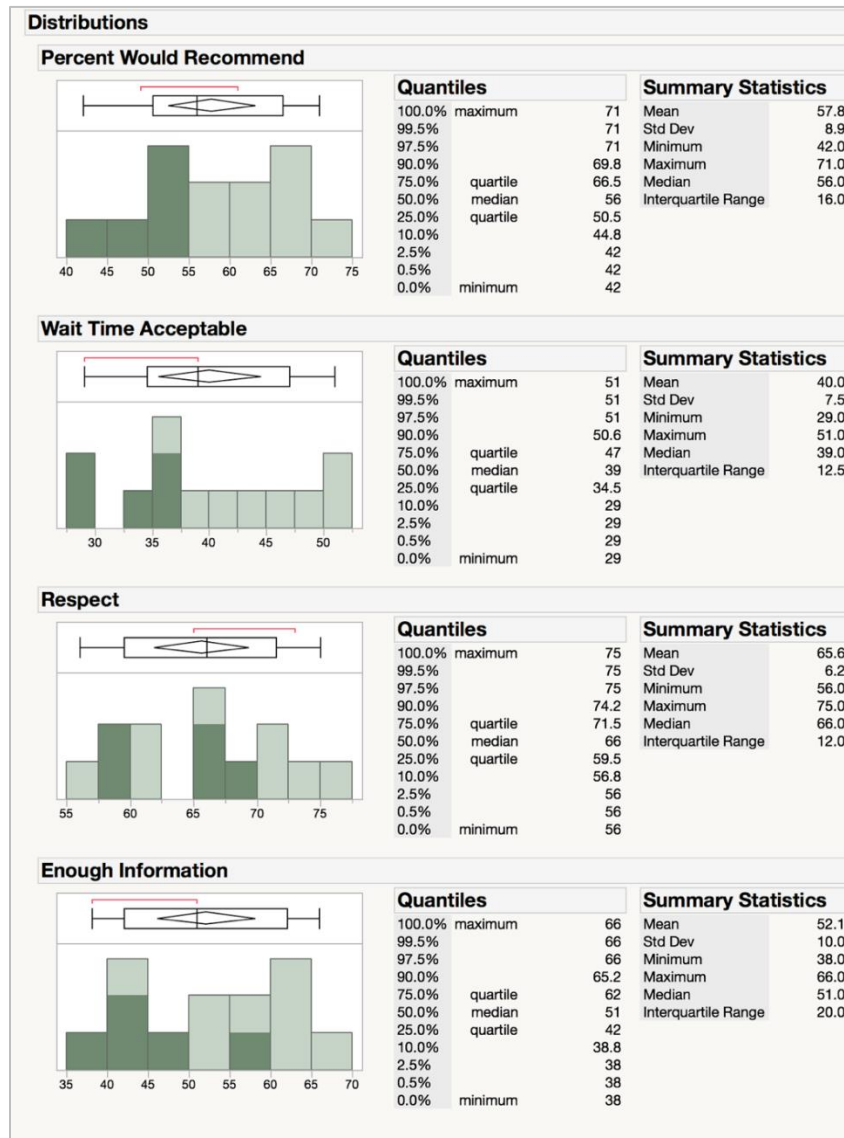 Distributions
Percent Would Recommend
40 45 50 55 60 65 70 75
Quantiles
100.0% maximum 71
99.5% 71
97.5% 71
90.0% 69.8
75.0% quartile 66.5
50.0% median 56
25.0% quartile 50.5
10.0% 44.8
2.5% 42
0.5% 42
0.0% minimum 42
Summary Statistics
Mean 57.8
Std Dev 8.9
Minimum 42.0
Maximum 71.0
Median 56.0
Interquartile Range 16.0
Wait Time Acceptable
30 35 40 45 50
Quantiles
100.0% maximum 51
99.5% 51
97.5% 51
90.0% 50.6
75.0% quartile 47
50.0% median 39
25.0% quartile 34.5
10.0% 29
2.5% 29
0.5% 29
0.0% minimum 29
Summary Statistics
Mean 40.0
Std Dev 7.5
Minimum 29.0
Maximum 51.0
Median 39.0
Interquartile Range 12.5
Respect
55 60 65 70 75
Quantiles
100.0% maximum 75
99.5% 75
97.5% 75
90.0% 74.2
75.0% quartile 71.5
50.0% median 66
25.0% quartile 59.5
10.0% 56.8
2.5% 56
0.5% 56
0.0% minimum 56
Summary Statistics
Mean 65.6
Std Dev 6.2
Minimum 56.0
Maximum 75.0
Median 66.0
Interquartile Range 12.0
Enough Information
35 40 45 50 55 60 65 70
Quantiles
100.0% maximum 66
99.5% 66
97.5% 66
90.0% 65.2
75.0% quartile 62
50.0% median 51
25.0% quartile 42
10.0% 38.8
2.5% 38
0.5% 38
0.0% minimum 38
Summary Statistics
Mean 52.1
Std Dev 10.0
Minimum 38.0
Maximum 66.0
Median 51.0
Interquartile Range 20.0